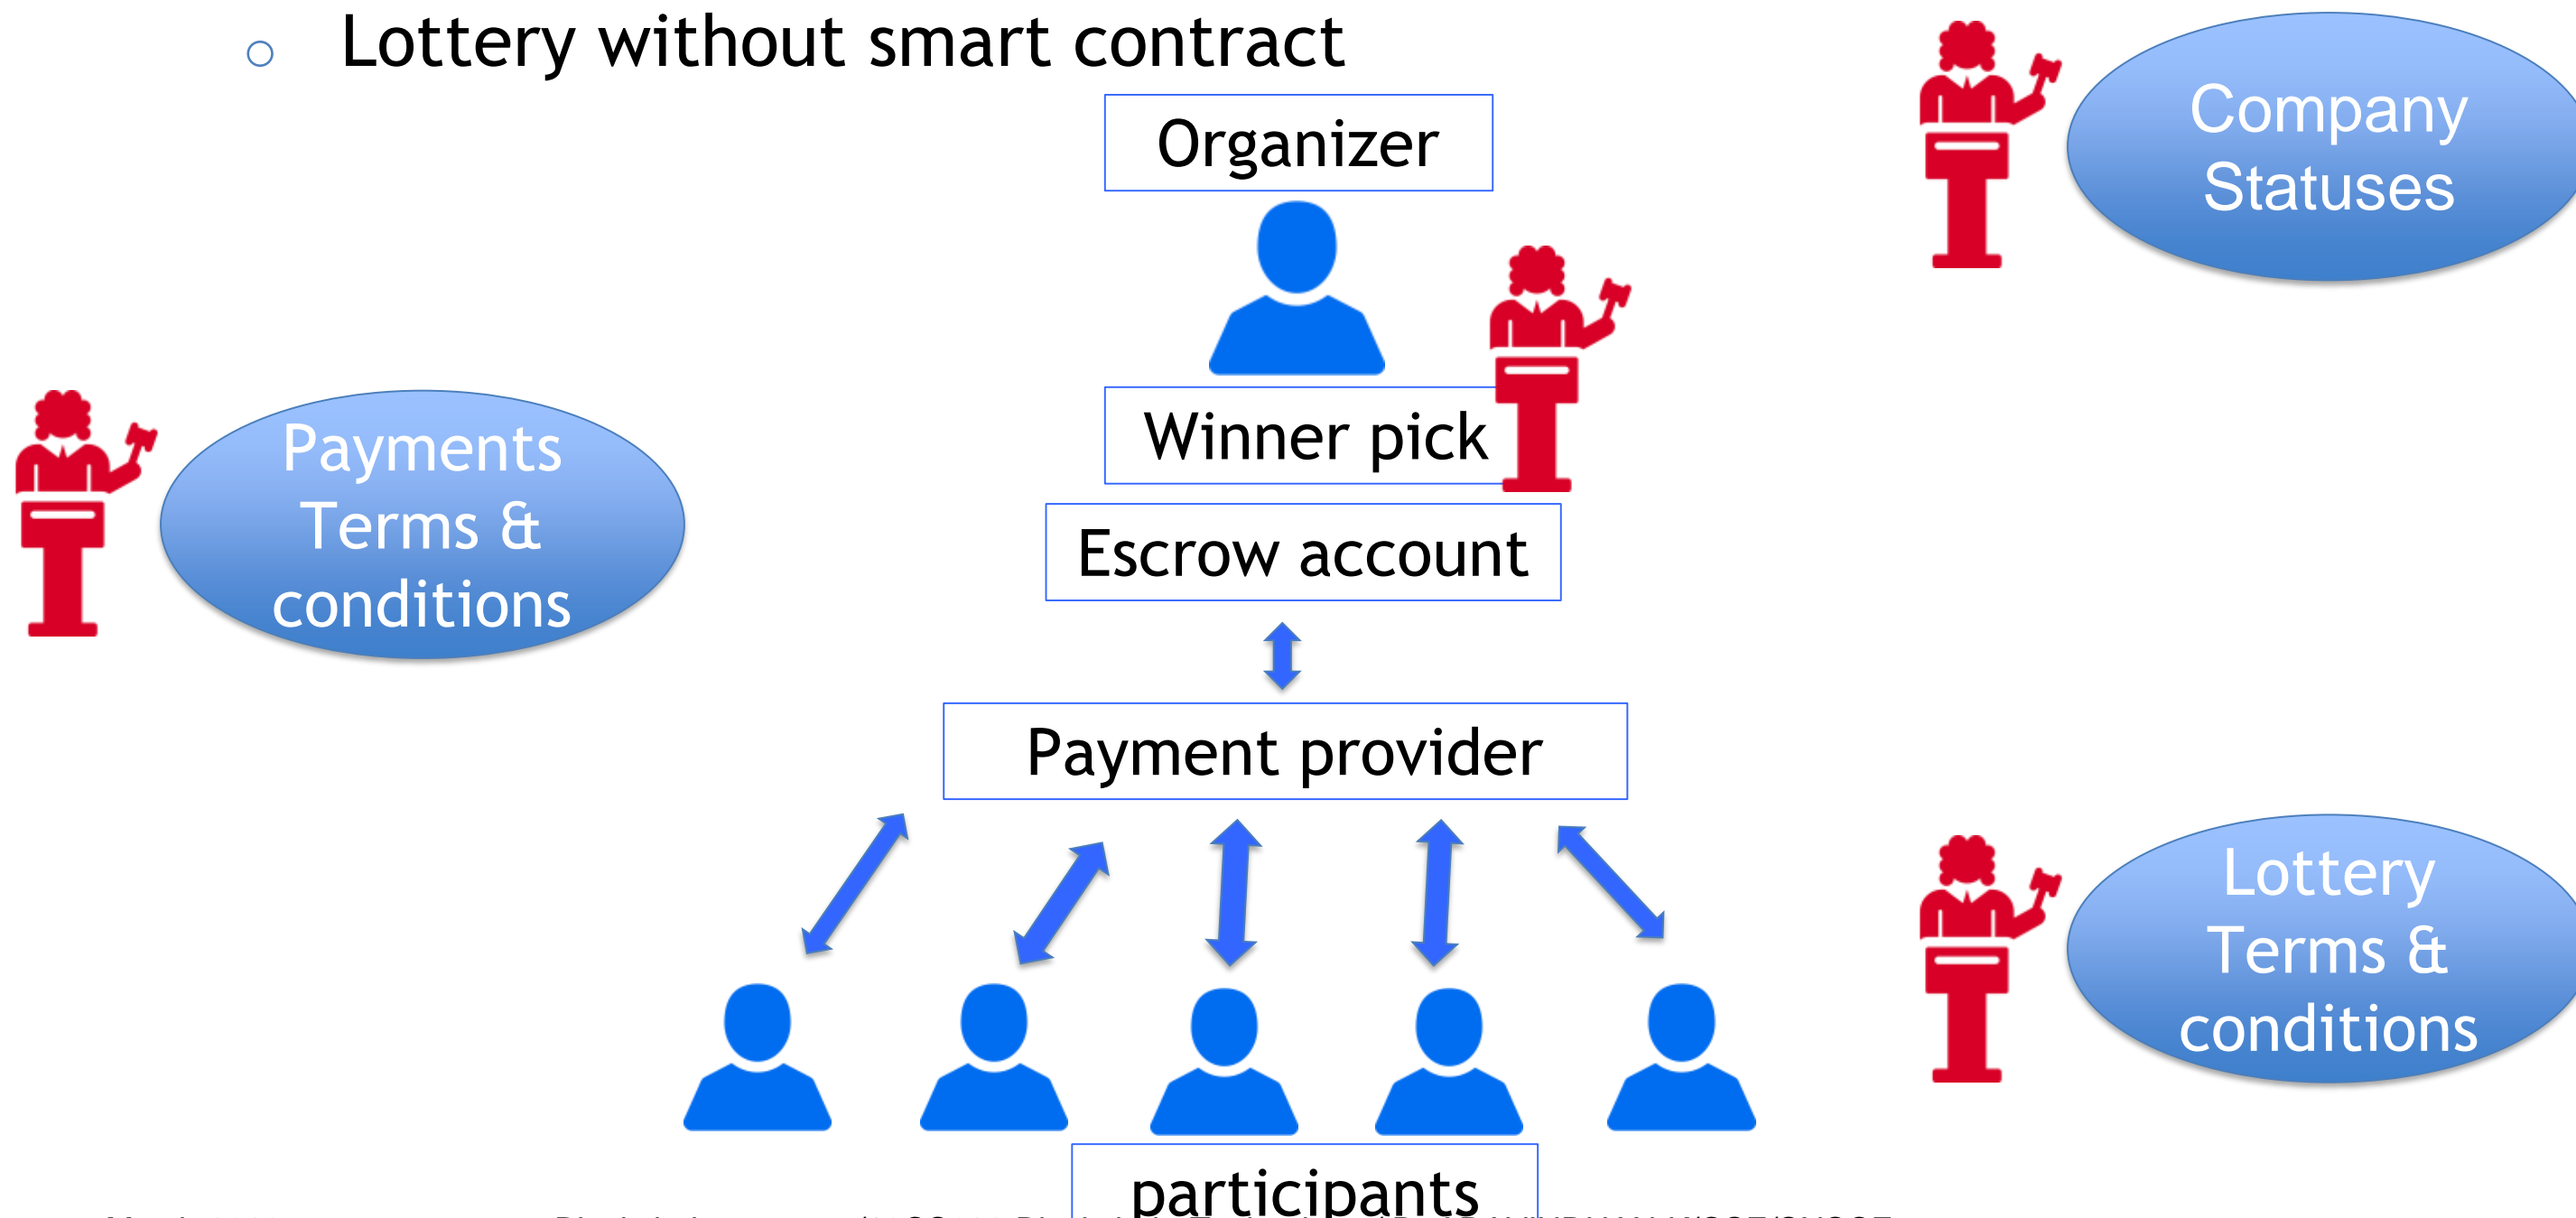 Lottery without smart contract
Organizer
Company
Statuses
Winner pick
Payments
Terms &
conditions
Escrow account
Payment provider
Lottery
Terms &
conditions
participants